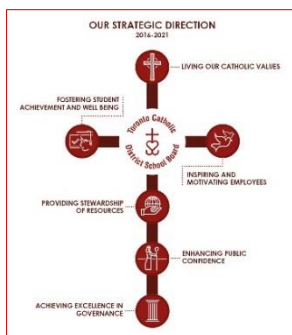 OUR STRATEGIC DIRECTION
2016-2021
LIVING OUR CATHOLIC VALUES
FOSTERING STUDENT
ACHIEVEMENT AND WELL BEING
Toronto Catholic
District School Board
INSPIRING AND
MOTIVATING EMPLOYEES
PROVIDING STEWARDSHIP
OF RESOURCES
ENHANCING PUBLIC
CONFIDENCE
ACHIEVING EXCELLENCE IN
GOVERNANCE